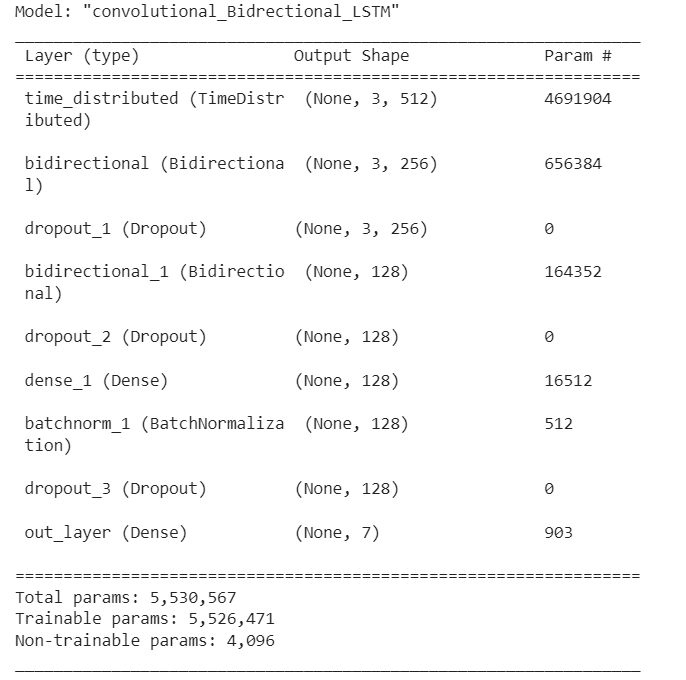 Model: "convolutional_Bidrectional_LSTM"
Layer (type) Output Shape Param #
time_distributed (TimeDistr (None, 3, 512) 4691904
ibuted)
bidirectional (Bidirectiona (None, 3, 256) 656384
l)
dropout_1 (Dropout) (None, 3, 256) 0
bidirectional_1 (Bidirectio (None, 128) 164352
nal)
dropout_2 (Dropout) (None, 128) 0
dense_1 (Dense) (None, 128) 16512
batchnorm_1 (BatchNormaliza (None, 128) 512
tion)
dropout_3 (Dropout) (None, 128) 0
out_layer (Dense) (None, 7) 903
Total params: 5,530,567
Trainable params: 5,526,471
Non-trainable params: 4,096